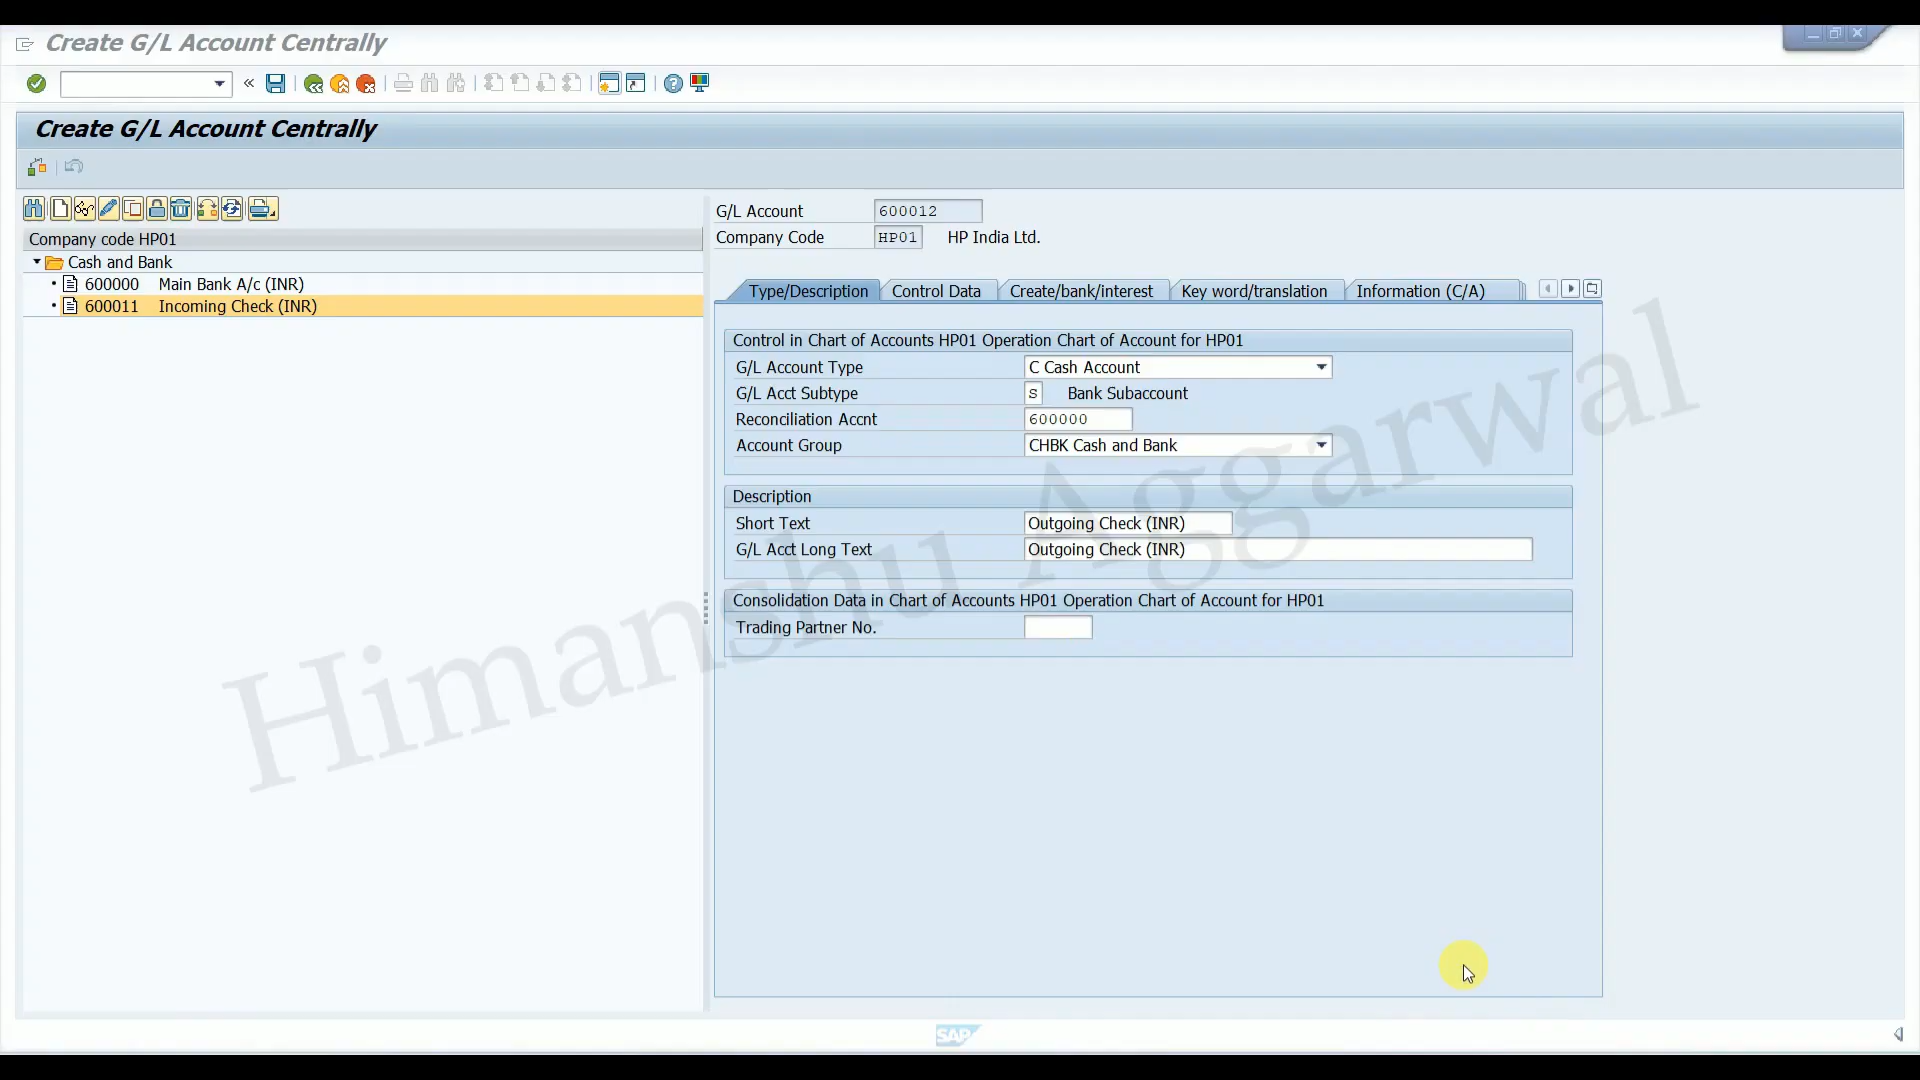 Create G/L Account Centrally
Create G/L Account Centrally
Company code HP01
Cash and Bank
600000 Main Bank A/c (INR)
600011 Incoming Check (INR)
G/L Account 600012
Company Code HP01 HP India Ltd.
Type/Description Control Data Create/bank/interest Key word/translation Information (C/A)
Control in Chart of Accounts HP01 Operation Chart of Account for HP01
G/L Account Type C Cash Account
G/L Acct Subtype S Bank Subaccount
Reconciliation Accnt 600000
Account Group CHBK Cash and Bank
Description
Short Text Outgoing Check (INR)
G/L Acct Long Text Outgoing Check (INR)
Consolidation Data in Chart of Accounts HP01 Operation Chart of Account for HP01
Trading Partner No.
Himanshu Aggarwal
SAP